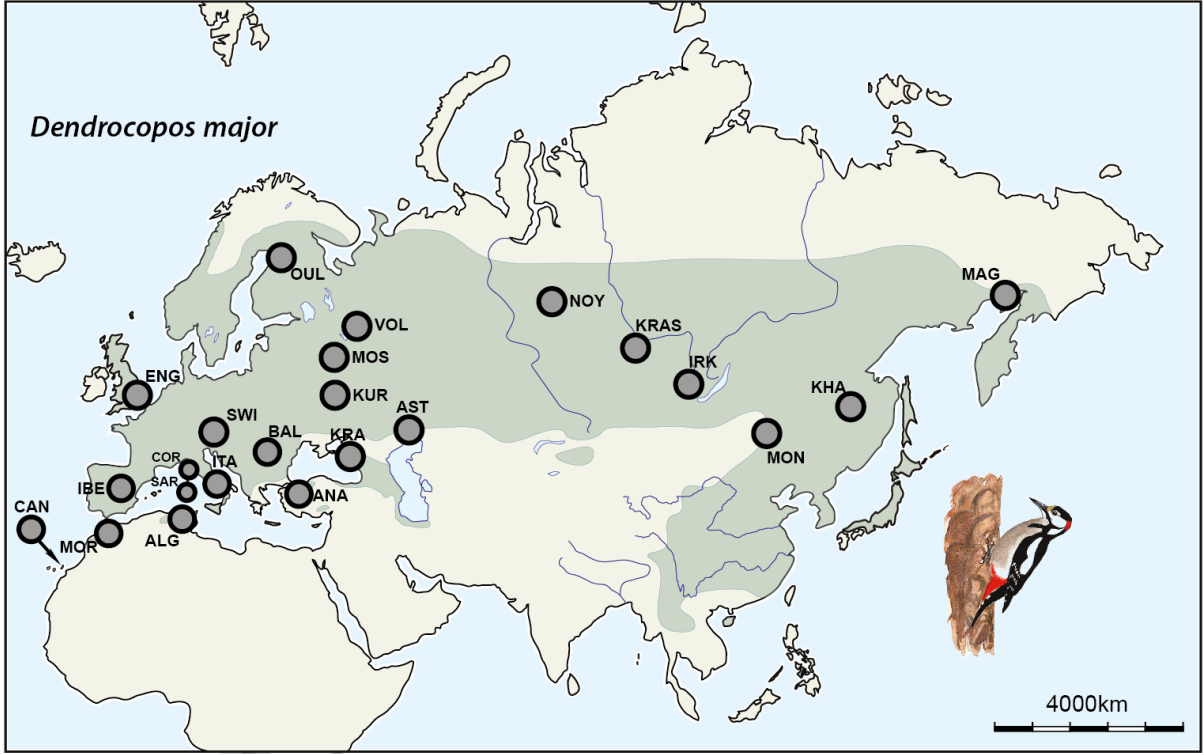 Dendrocopos major
OUL
MAG
NOY
VOL
KRAS
MOS
IRK
ENG
KUR
KHA
AST
SWI
BAL
KRA
COR
ITA
MON
SAR
IBE
ANA
CAN
MOR
ALG
4000km